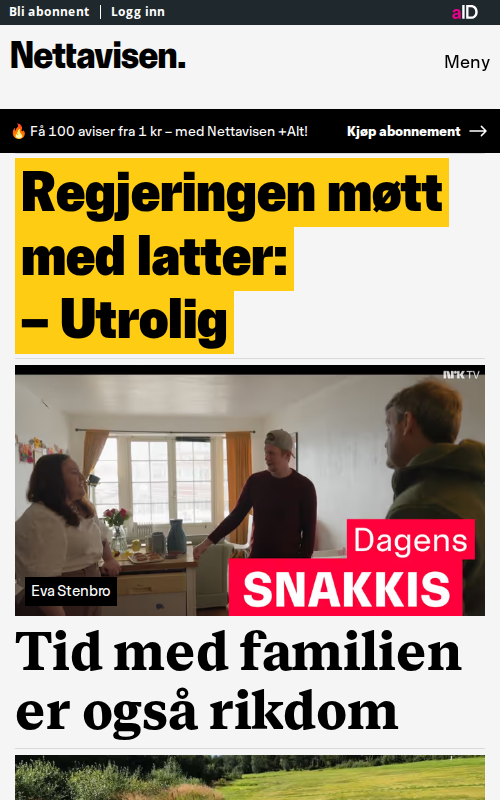 Bli abonnent | Logg inn
aID
Nettavisen.
Meny
🔥 Få 100 aviser fra 1 kr – med Nettavisen +Alt!
Kjøp abonnement →
Regjeringen møtt
med latter:
– Utrolig
NRK TV
Dagens
SNAKKIS
Eva Stenbro
Tid med familien
er også rikdom